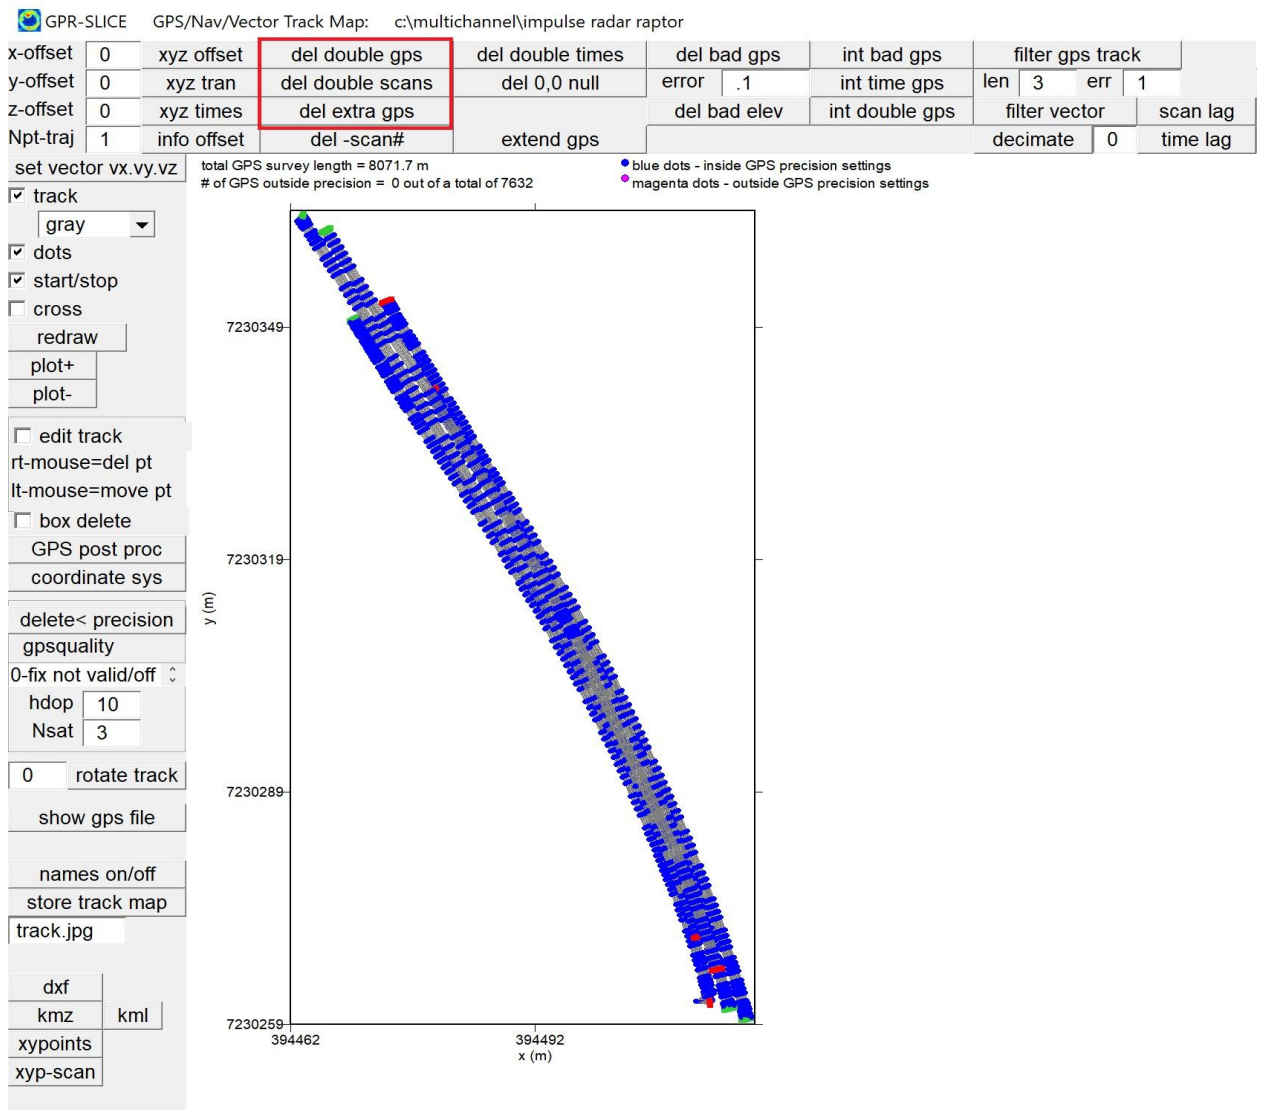 GPR-SLICE GPS/Nav/Vector Track Map: c:\multichannel\impulse radar raptor
x-offset 0 xyz offset del double gps del double times del bad gps int bad gps filter gps track
y-offset 0 xyz tran del double scans del 0,0 null error .1 int time gps len 3 err 1
z-offset 0 xyz times del extra gps del bad elev int double gps filter vector scan lag
Npt-traj 1 info offset del -scan# extend gps decimate 0 time lag
set vector vx.vy.vz
total GPS survey length = 8071.7 m
# of GPS outside precision = 0 out of a total of 7632
blue dots - inside GPS precision settings
magenta dots - outside GPS precision settings
track
gray
dots
start/stop
cross
redraw
plot+
plot-
edit track
rt-mouse=del pt
lt-mouse=move pt
box delete
GPS post proc
coordinate sys
delete< precision
gpsquality
0-fix not valid/off
hdop 10
Nsat 3
0 rotate track
show gps file
names on/off
store track map
track.jpg
dxf
kmz kml
xypoints
xyp-scan
7230349
7230319
7230289
7230259
y (m)
394462 394492
x (m)